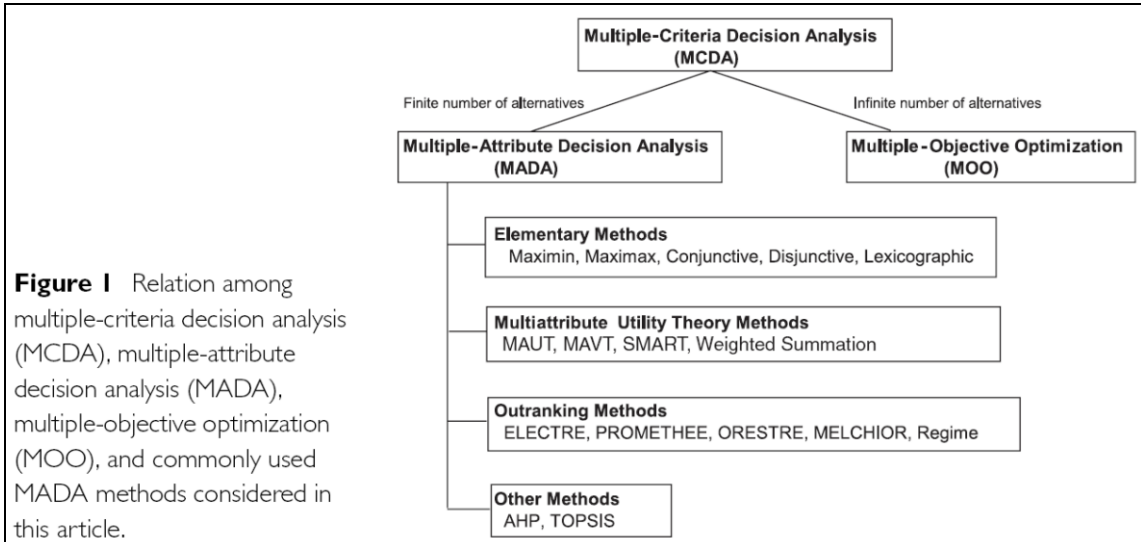 Multiple-Criteria Decision Analysis
(MCDA)
Finite number of alternatives
Infinite number of alternatives
Multiple-Attribute Decision Analysis
(MADA)
Multiple-Objective Optimization
(MOO)
Elementary Methods
Maximin, Maximax, Conjunctive, Disjunctive, Lexicographic
Multiattribute Utility Theory Methods
MAUT, MAVT, SMART, Weighted Summation
Outranking Methods
ELECTRE, PROMETHEE, ORESTRE, MELCHIOR, Regime
Other Methods
AHP, TOPSIS
Figure 1 Relation among
multiple-criteria decision analysis
(MCDA), multiple-attribute
decision analysis (MADA),
multiple-objective optimization
(MOO), and commonly used
MADA methods considered in
this article.